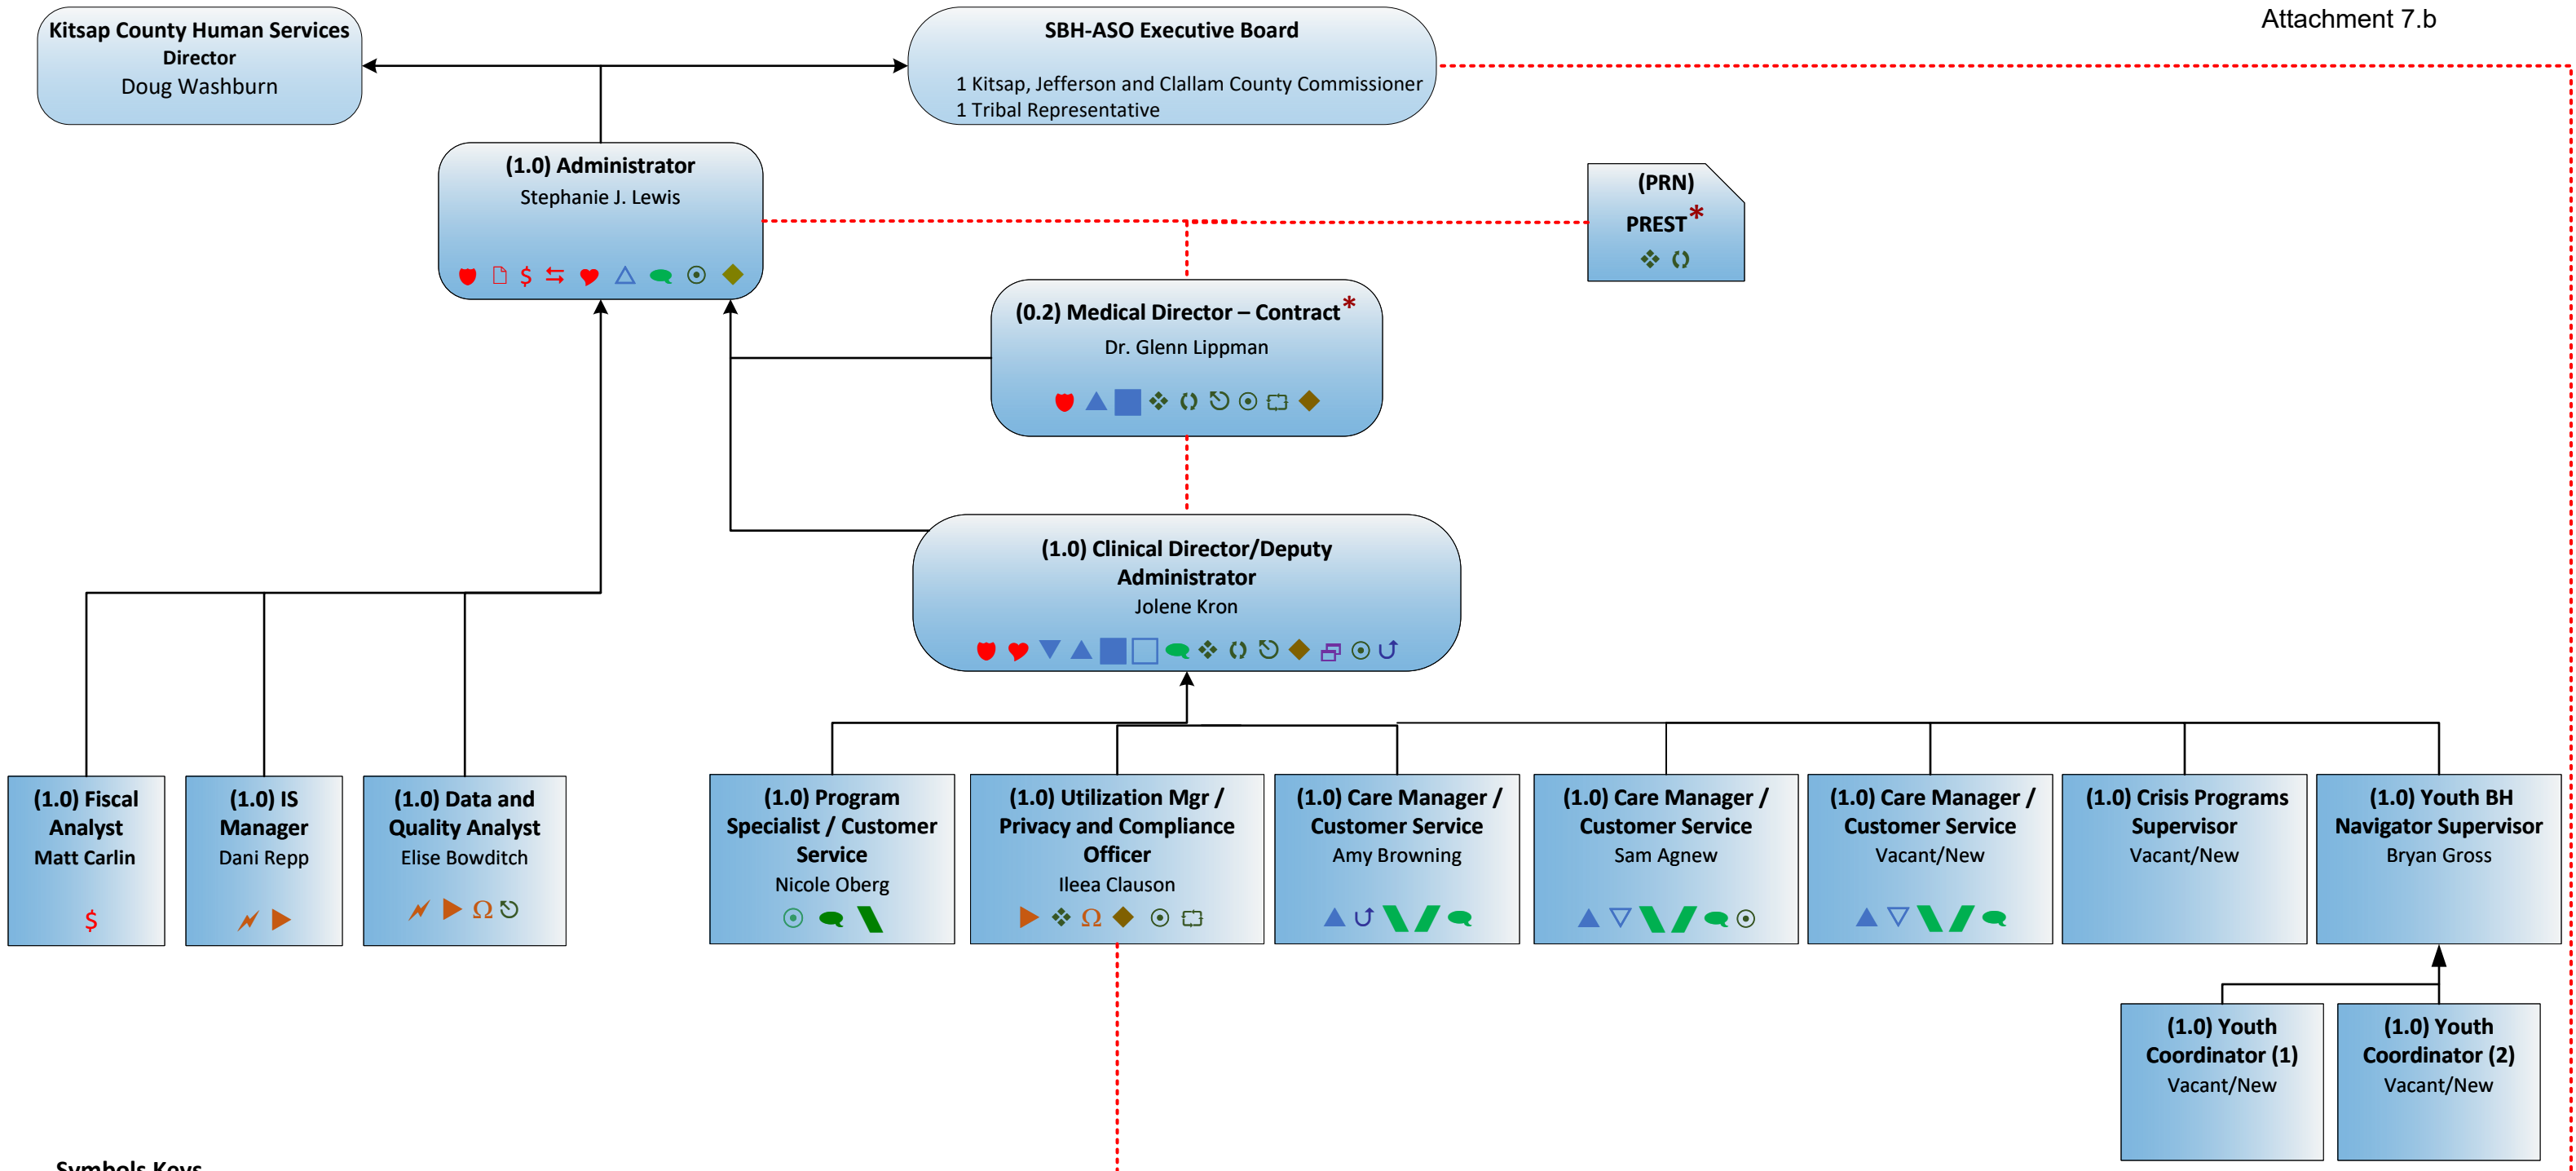 Attachment 7.b
Kitsap County Human Services
Director
Doug Washburn
SBH-ASO Executive Board
1 Kitsap, Jefferson and Clallam County Commissioner
1 Tribal Representative
(1.0) Administrator
Stephanie J. Lewis
$
(PRN)
PREST*
(0.2) Medical Director – Contract*
Dr. Glenn Lippman
(1.0) Clinical Director/Deputy
Administrator
Jolene Kron
(1.0) Fiscal
Analyst
Matt Carlin
$
(1.0) IS
Manager
Dani Repp
(1.0) Data and
Quality Analyst
Elise Bowditch
Ω
(1.0) Program
Specialist / Customer
Service
Nicole Oberg
(1.0) Utilization Mgr /
Privacy and Compliance
Officer
Ileea Clauson
Ω
(1.0) Care Manager /
Customer Service
Amy Browning
(1.0) Care Manager /
Customer Service
Sam Agnew
(1.0) Care Manager /
Customer Service
Vacant/New
(1.0) Crisis Programs
Supervisor
Vacant/New
(1.0) Youth BH
Navigator Supervisor
Bryan Gross
(1.0) Youth
Coordinator (1)
Vacant/New
(1.0) Youth
Coordinator (2)
Vacant/New
Symbols Keys